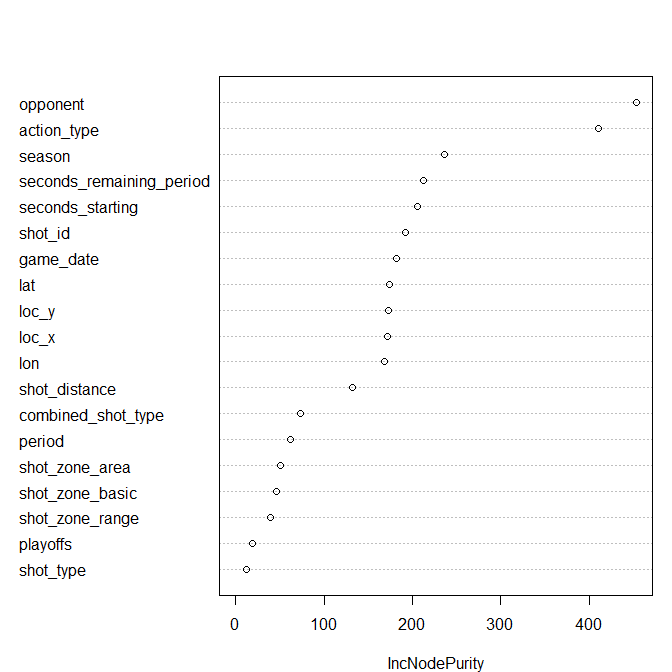 opponent
action_type
season
seconds_remaining_period
seconds_starting
shot_id
game_date
lat
loc_y
loc_x
lon
shot_distance
combined_shot_type
period
shot_zone_area
shot_zone_basic
shot_zone_range
playoffs
shot_type
0 100 200 300 400
IncNodePurity